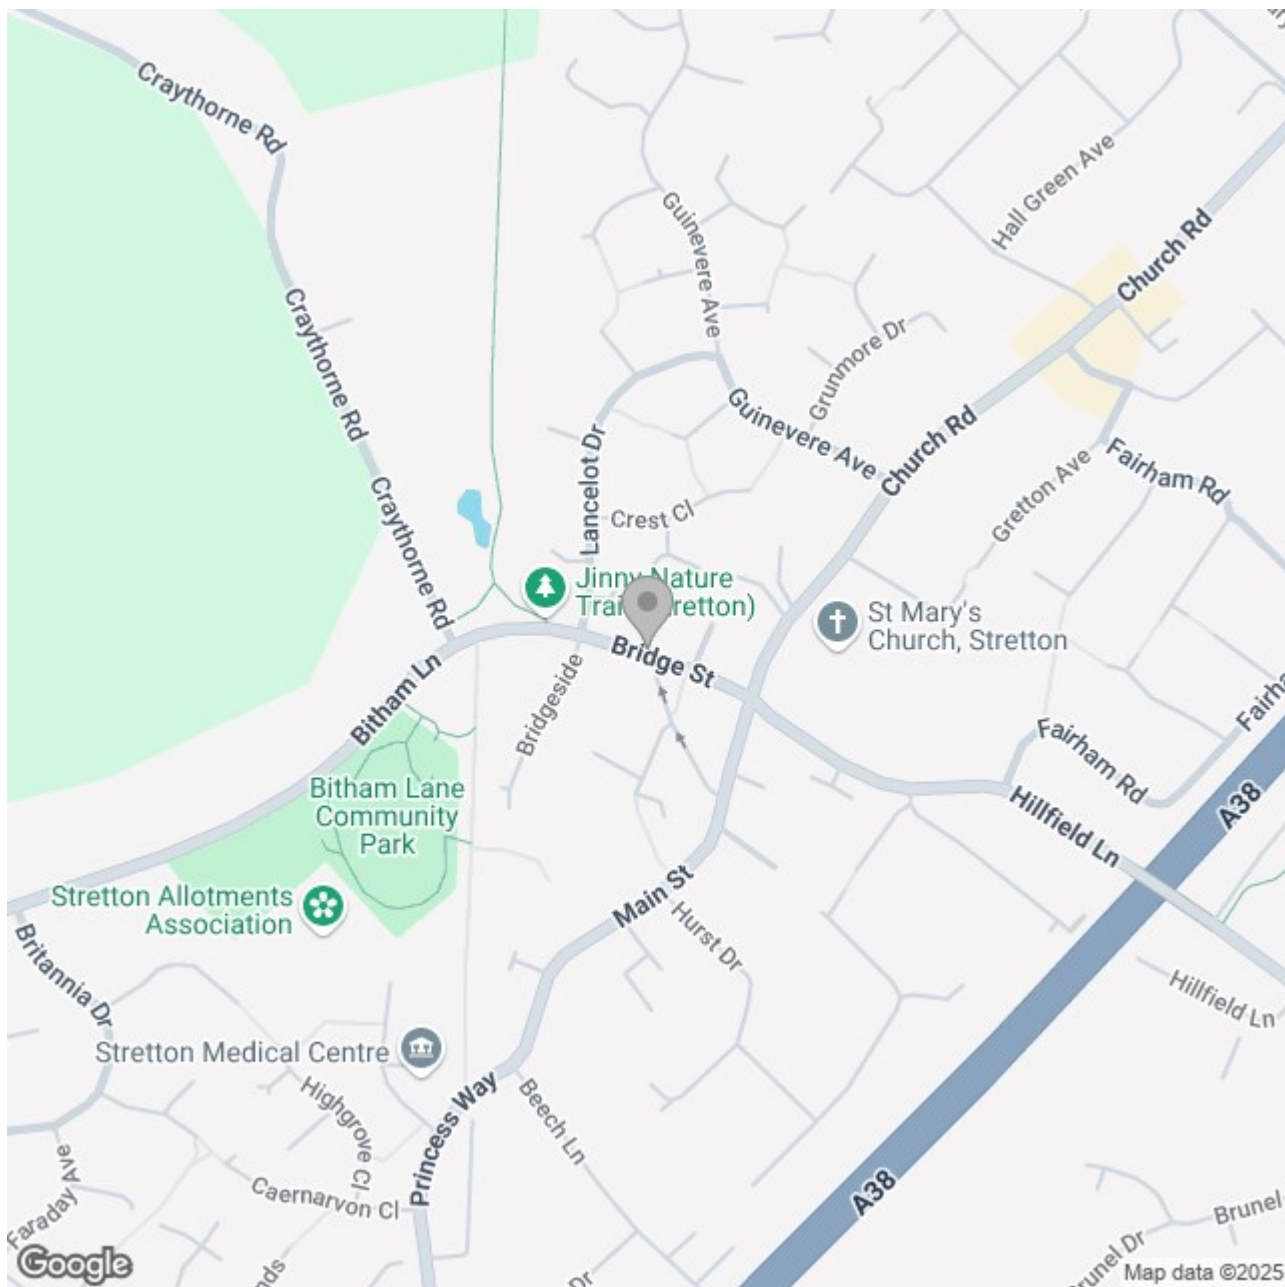 Craythorne Rd
Hall Green Ave
Guinevere Ave
Church Rd
Craythorne Rd
Grunmore Dr
Guinevere Ave
Church Rd
Lancelot Dr
Craythorne Rd
Crest Cl
Gretton Ave
Fairham Rd
Jinny Nature
Bridge St
St Mary's
Church, Stretton
Bitham Ln
Bridgeside
Fairham Rd
Bitham Lane
Community
Park
Hillfield Ln
A38
Stretton Allotments
Association
Main St
Hurst Dr
Britannia Dr
Hillfield Ln
Stretton Medical Centre
Highgrove Cl
Princess Way
Beech Ln
Caernarvon Cl
Faraday Ave
A38
Brunel
Brunel Dr
Dr
Google
Map data ©2025